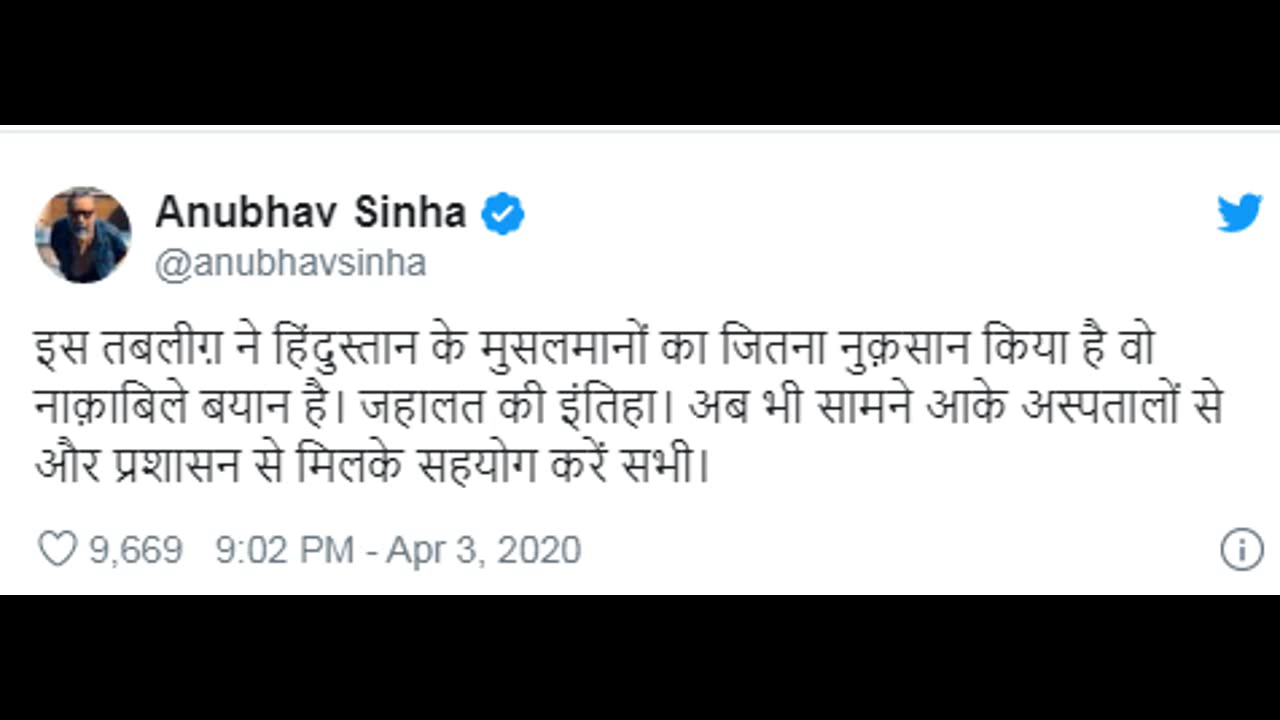 Anubhav Sinha
@anubhavsinha
इस तबलीग़ ने हिंदुस्तान के मुसलमानों का जितना नुक़सान किया है वो
नाक़ाबिले बयान है। जहालत की इंतिहा। अब भी सामने आके अस्पतालों से
और प्रशासन से मिलके सहयोग करें सभी।
9,669 9:02 PM - Apr 3, 2020